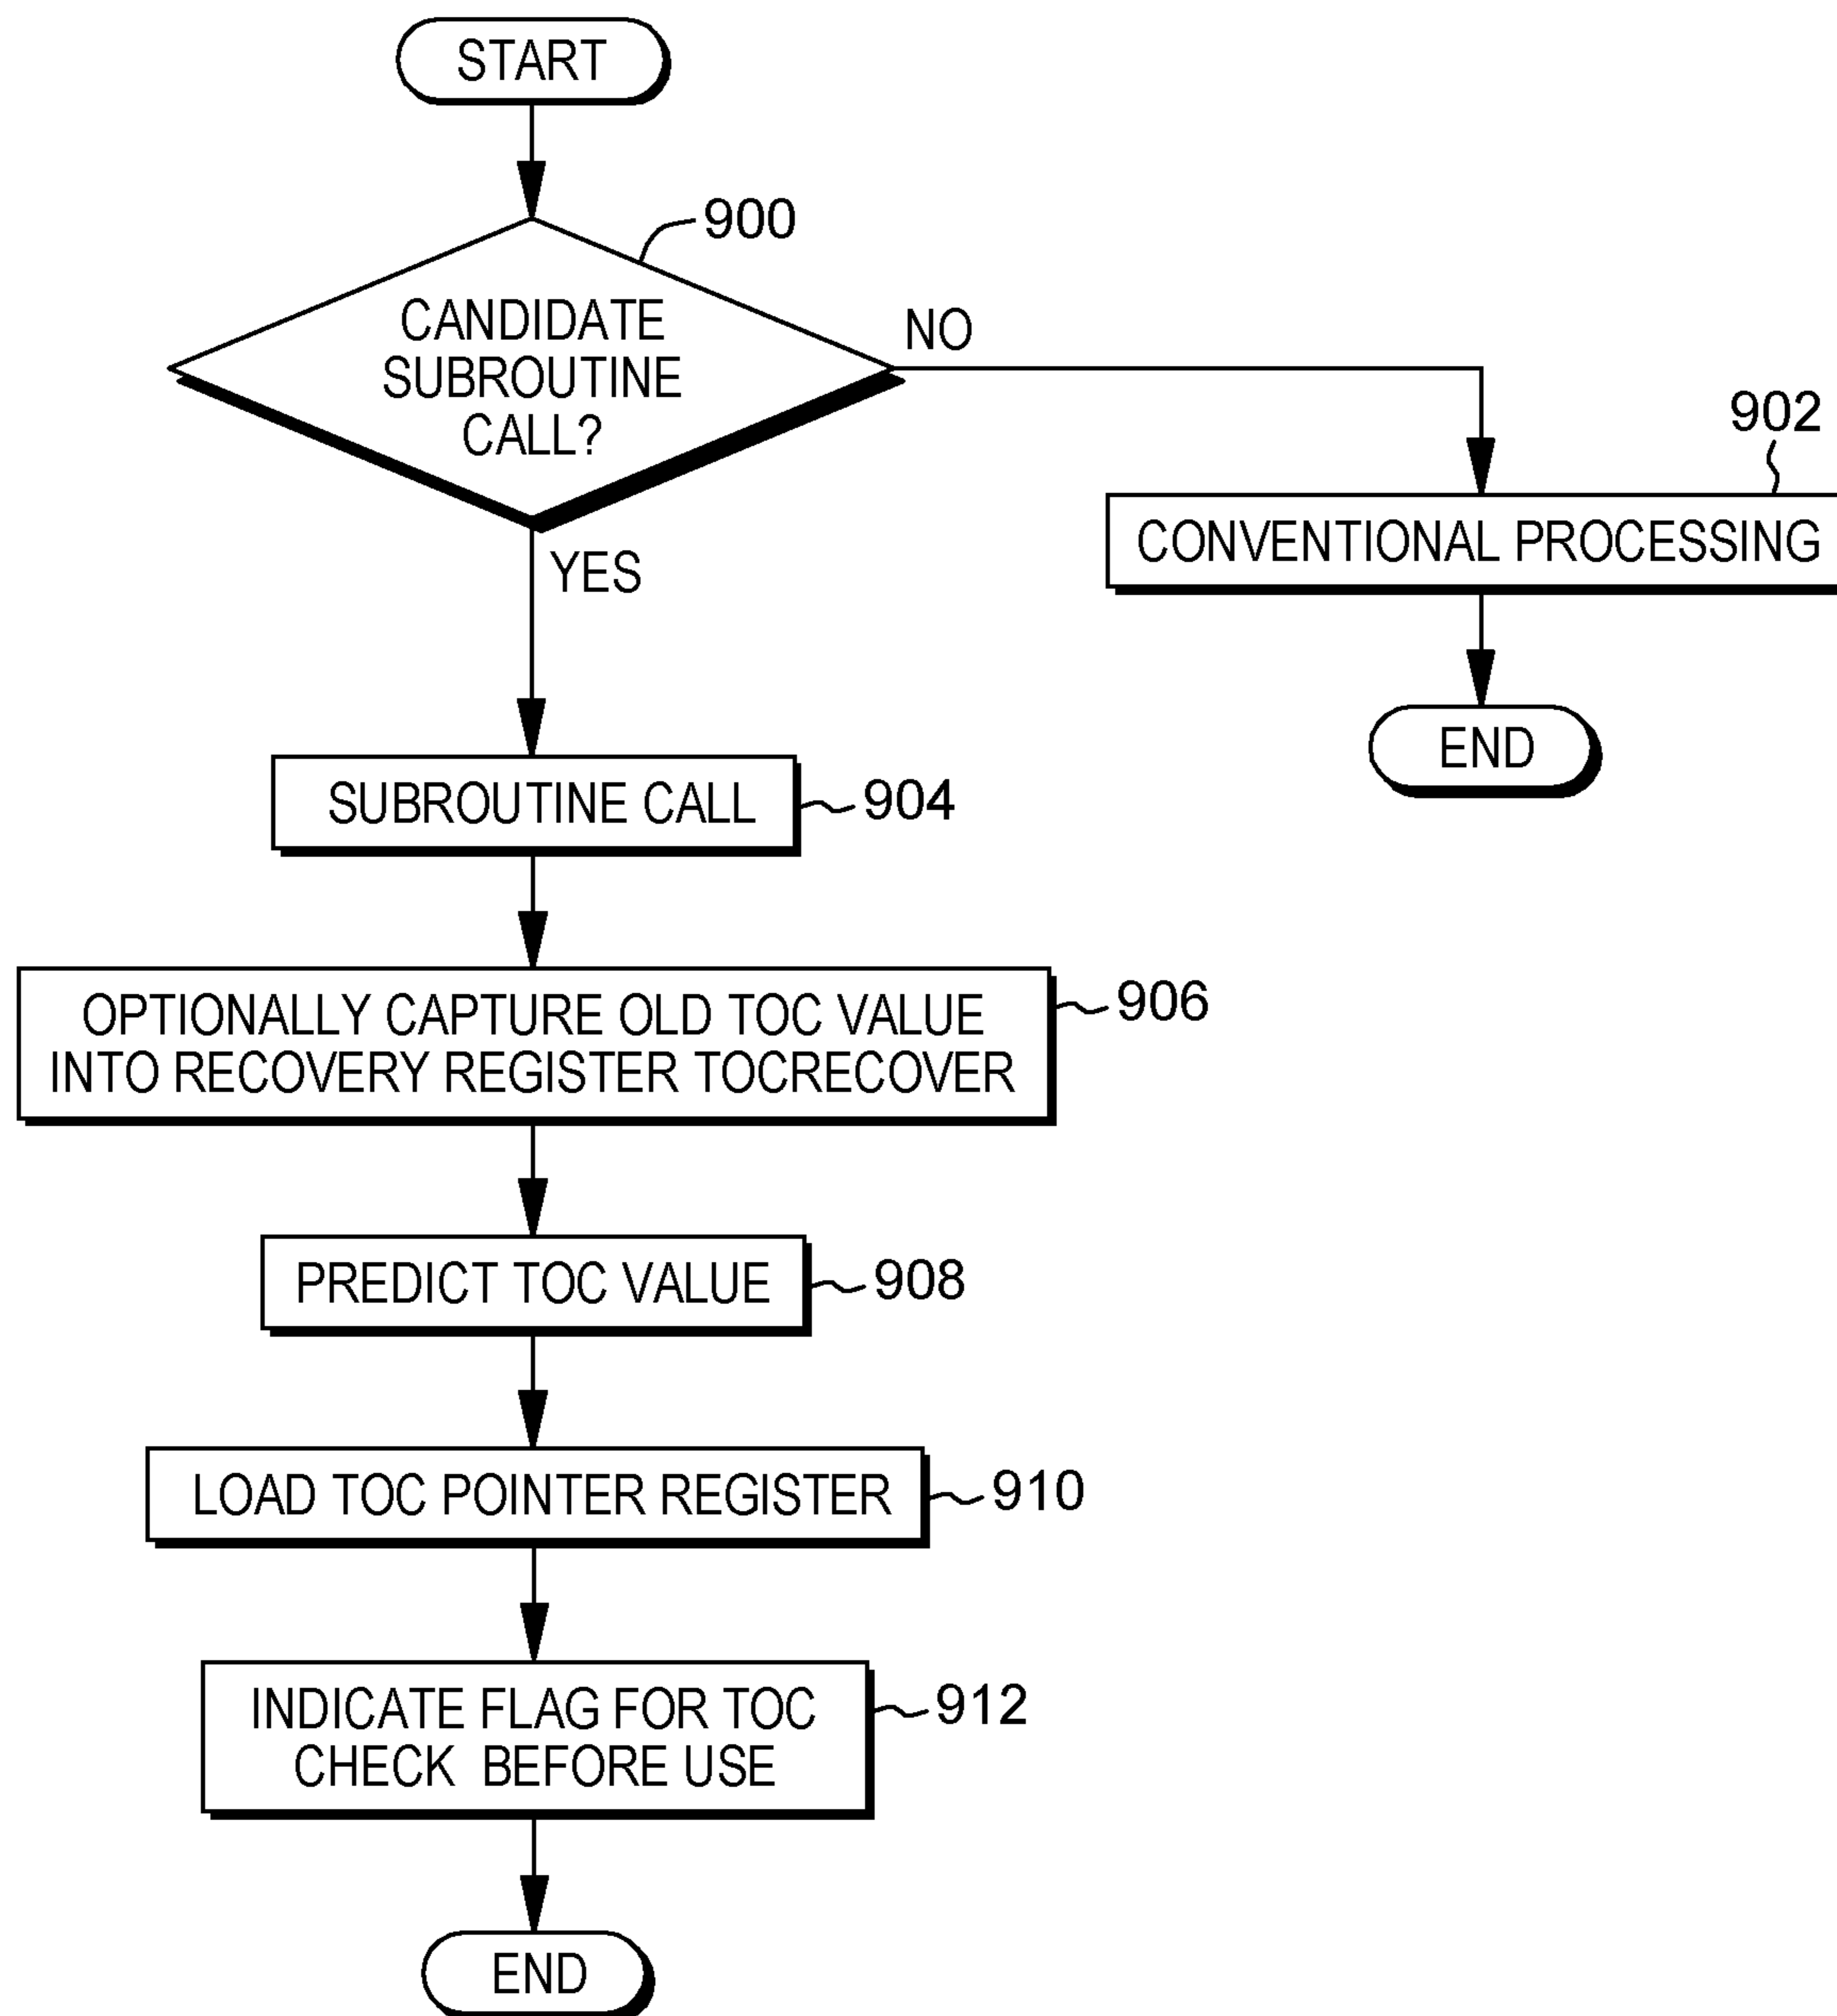 START
900
CANDIDATE
SUBROUTINE
CALL?
NO
902
CONVENTIONAL PROCESSING
END
YES
SUBROUTINE CALL
904
OPTIONALLY CAPTURE OLD TOC VALUE
INTO RECOVERY REGISTER TOCRECOVER
906
PREDICT TOC VALUE
908
LOAD TOC POINTER REGISTER
910
INDICATE FLAG FOR TOC
CHECK BEFORE USE
912
END